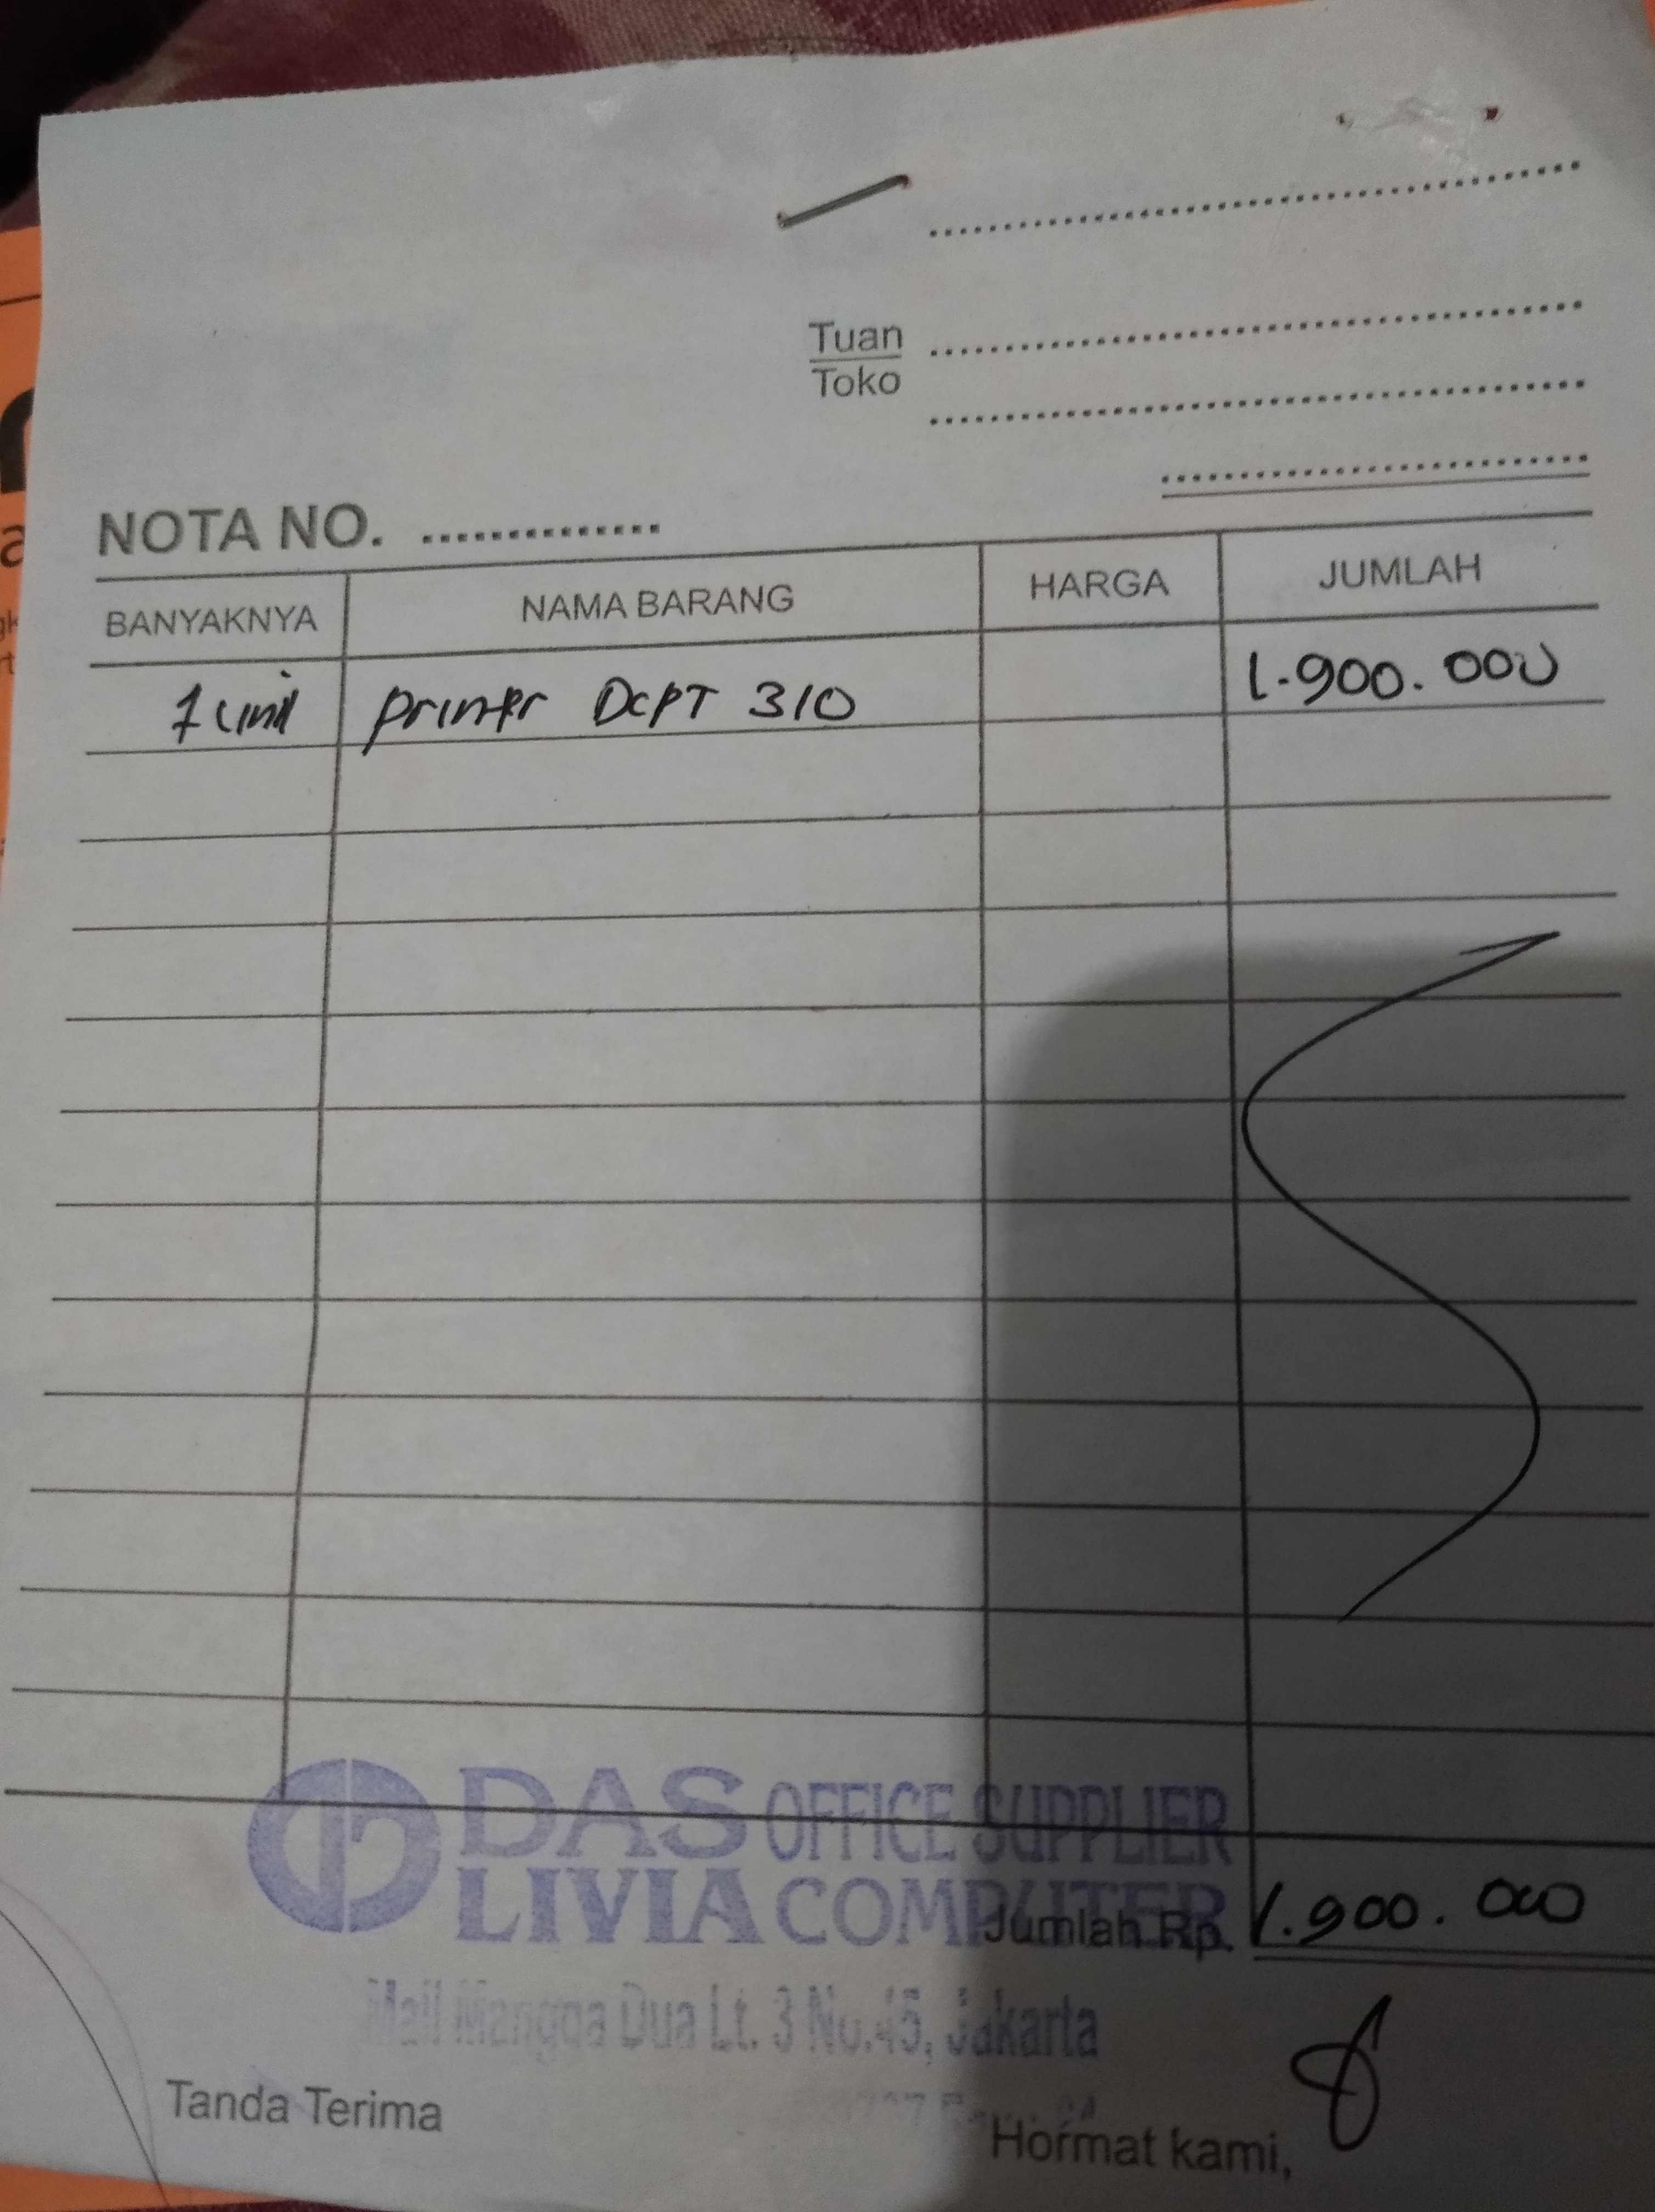 Tuan
Toko
NOTA NO.
BANYAKNYA NAMA BARANG HARGA JUMLAH
1 unit printer DCPT 310 1.900.000
DAS OFFICE SUPPLIER
LIVIA COMPUTER
Jumlah Rp. 1.900.000
Mall Mangga Dua Lt. 3 No.45, Jakarta
Tanda Terima
Hormat kami,